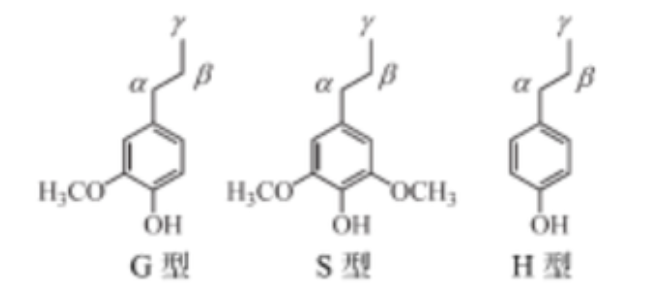 γ γ γ
α β α β α β
H₃CO H₃CO OCH₃
OH OH OH
G 型 S 型 H 型